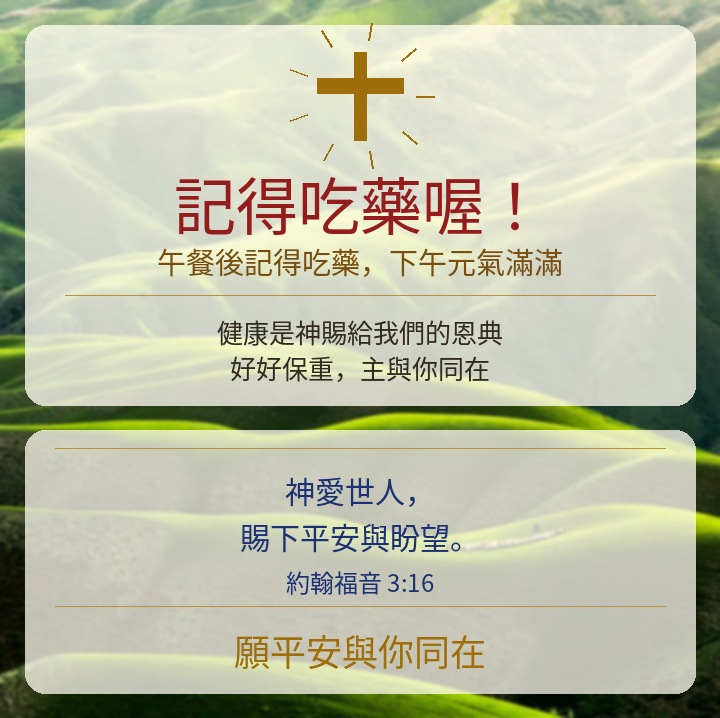 記得吃藥喔！
午餐後記得吃藥，下午元氣滿滿
健康是神賜給我們的恩典
好好保重，主與你同在
神愛世人，
賜下平安與盼望。
約翰福音 3:16
願平安與你同在